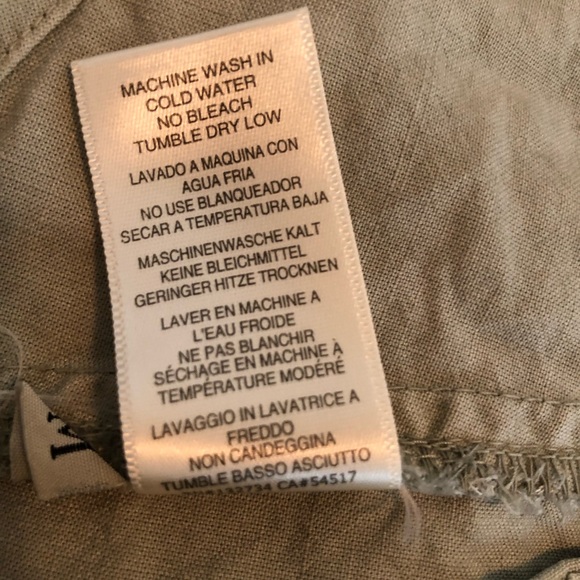 MACHINE WASH IN
COLD WATER
NO BLEACH
TUMBLE DRY LOW
LAVADO A MAQUINA CON
AGUA FRIA
NO USE BLANQUEADOR
SECAR A TEMPERATURA BAJA
MASCHINENWASCHE KALT
KEINE BLEICHMITTEL
GERINGER HITZE TROCKNEN
LAVER EN MACHINE A
L'EAU FROIDE
NE PAS BLANCHIR
SÉCHAGE EN MACHINE À
TEMPÉRATURE MODÉRÉ
LAVAGGIO IN LAVATRICE A
FREDDO
NON CANDEGGINA
TUMBLE BASSO ASCIUTTO
CA#54517
M